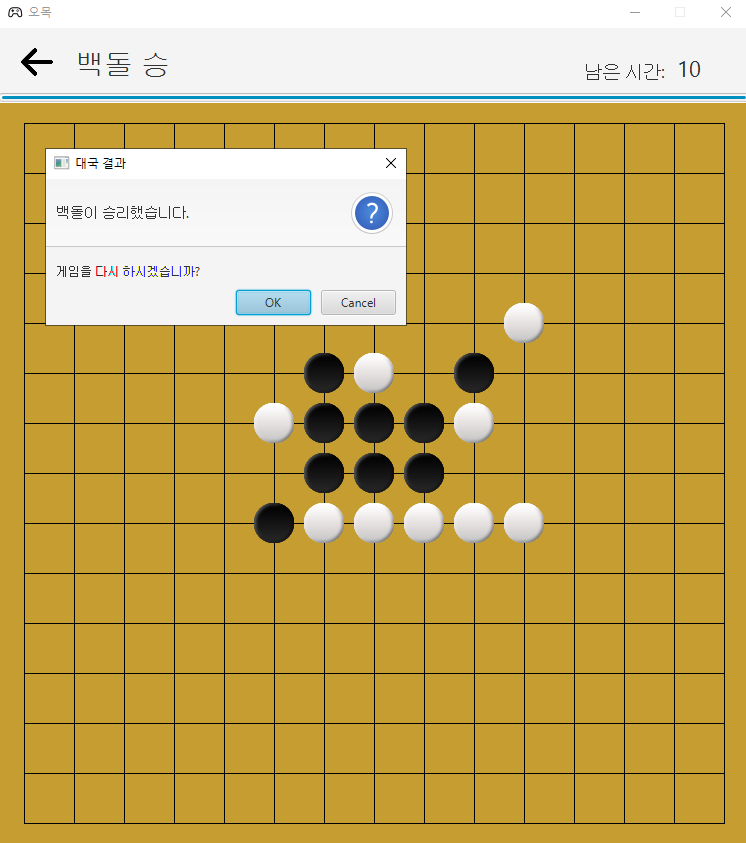 오목
백돌 승
남은 시간: 10
대국 결과
백돌이 승리했습니다.
?
게임을 다시 하시겠습니까?
OK Cancel